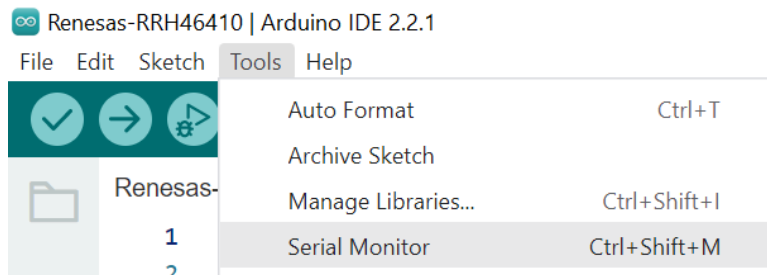 Renesas-RRH46410 | Arduino IDE 2.2.1
File Edit Sketch Tools Help
Auto Format Ctrl+T
Archive Sketch
Renesas-
Manage Libraries... Ctrl+Shift+I
1
Serial Monitor Ctrl+Shift+M
2